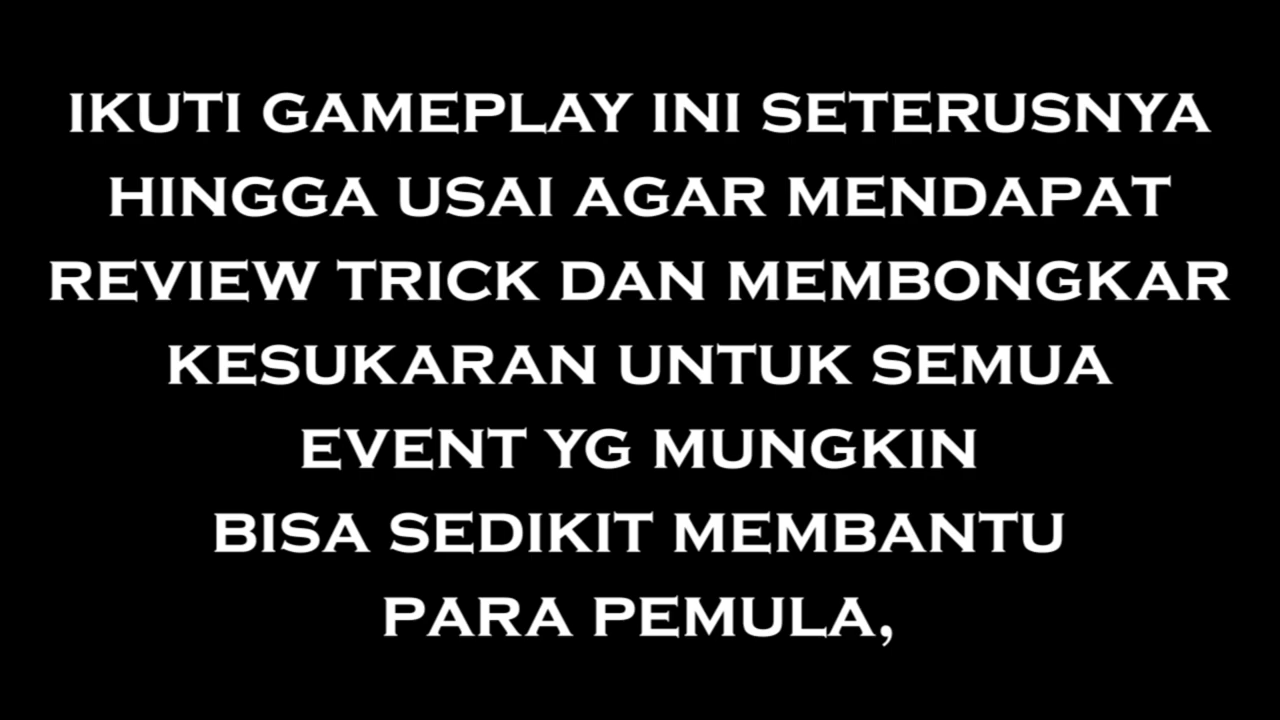 IKUTI GAMEPLAY INI SETERUSNYA
HINGGA USAI AGAR MENDAPAT
REVIEW TRICK DAN MEMBONGKAR
KESUKARAN UNTUK SEMUA
EVENT YG MUNGKIN
BISA SEDIKIT MEMBANTU
PARA PEMULA,